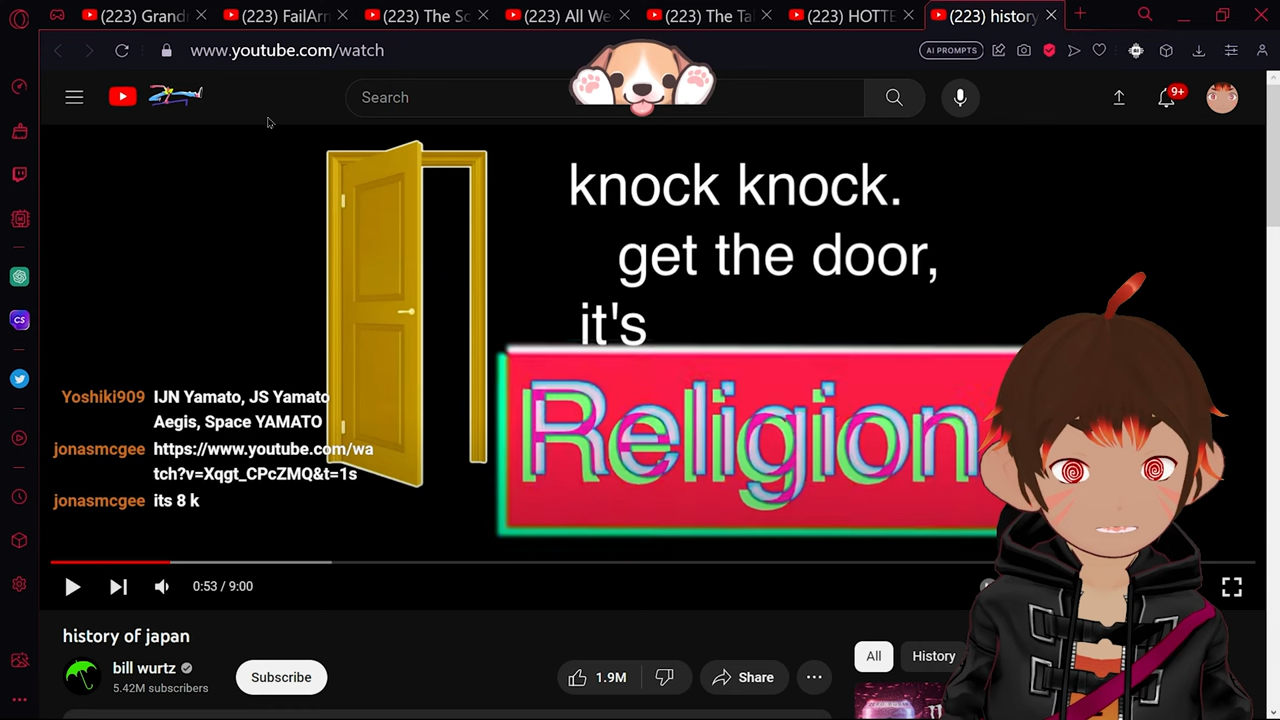 (223) Grand
(223) FailArm
(223) The Sc
(223) All We
(223) The Ta
(223) HOTTE
(223) history
www.youtube.com/watch
AI PROMPTS
Search
9+
CS
knock knock.
get the door,
it's
Religion
Yoshiki909 IJN Yamato, JS Yamato
Aegis, Space YAMATO
jonasmcgee https://www.youtube.com/wa
tch?v=Xqgt_CPcZMQ&t=1s
jonasmcgee its 8 k
0:53 / 9:00
history of japan
bill wurtz
5.42M subscribers
Subscribe
1.9M
Share
All
History